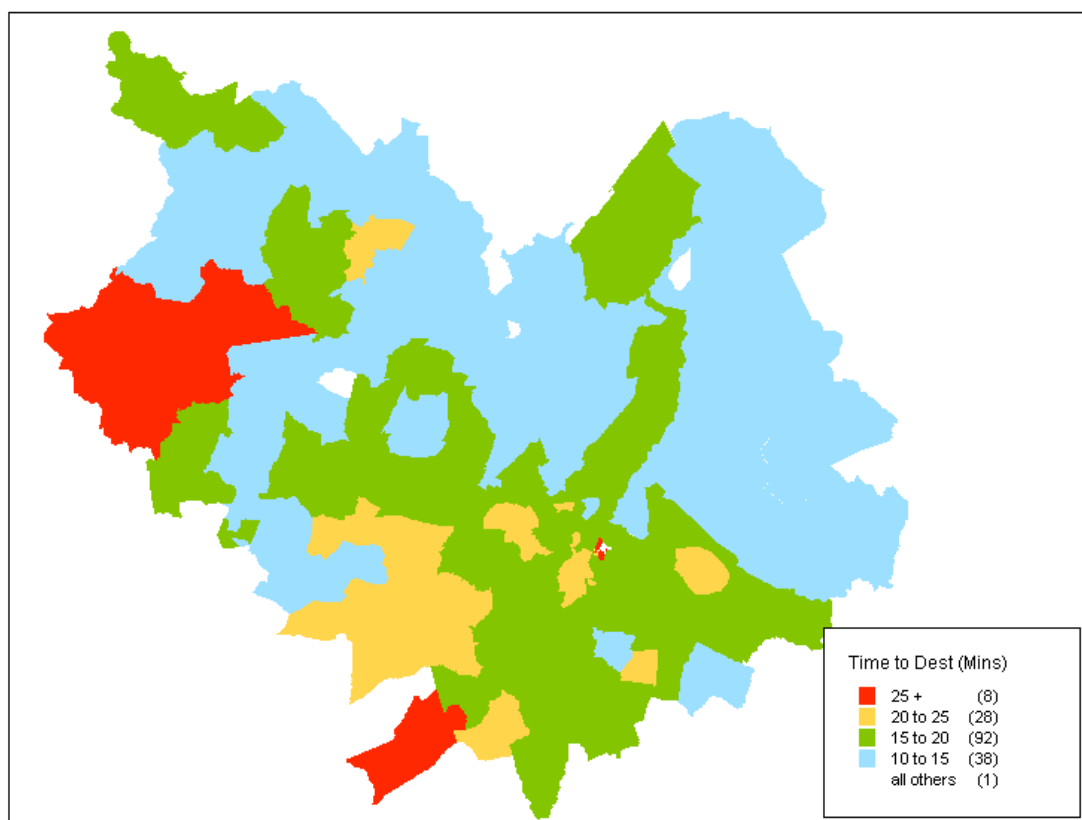 Time to Dest (Mins)
25 + (8)
20 to 25 (28)
15 to 20 (92)
10 to 15 (38)
all others (1)